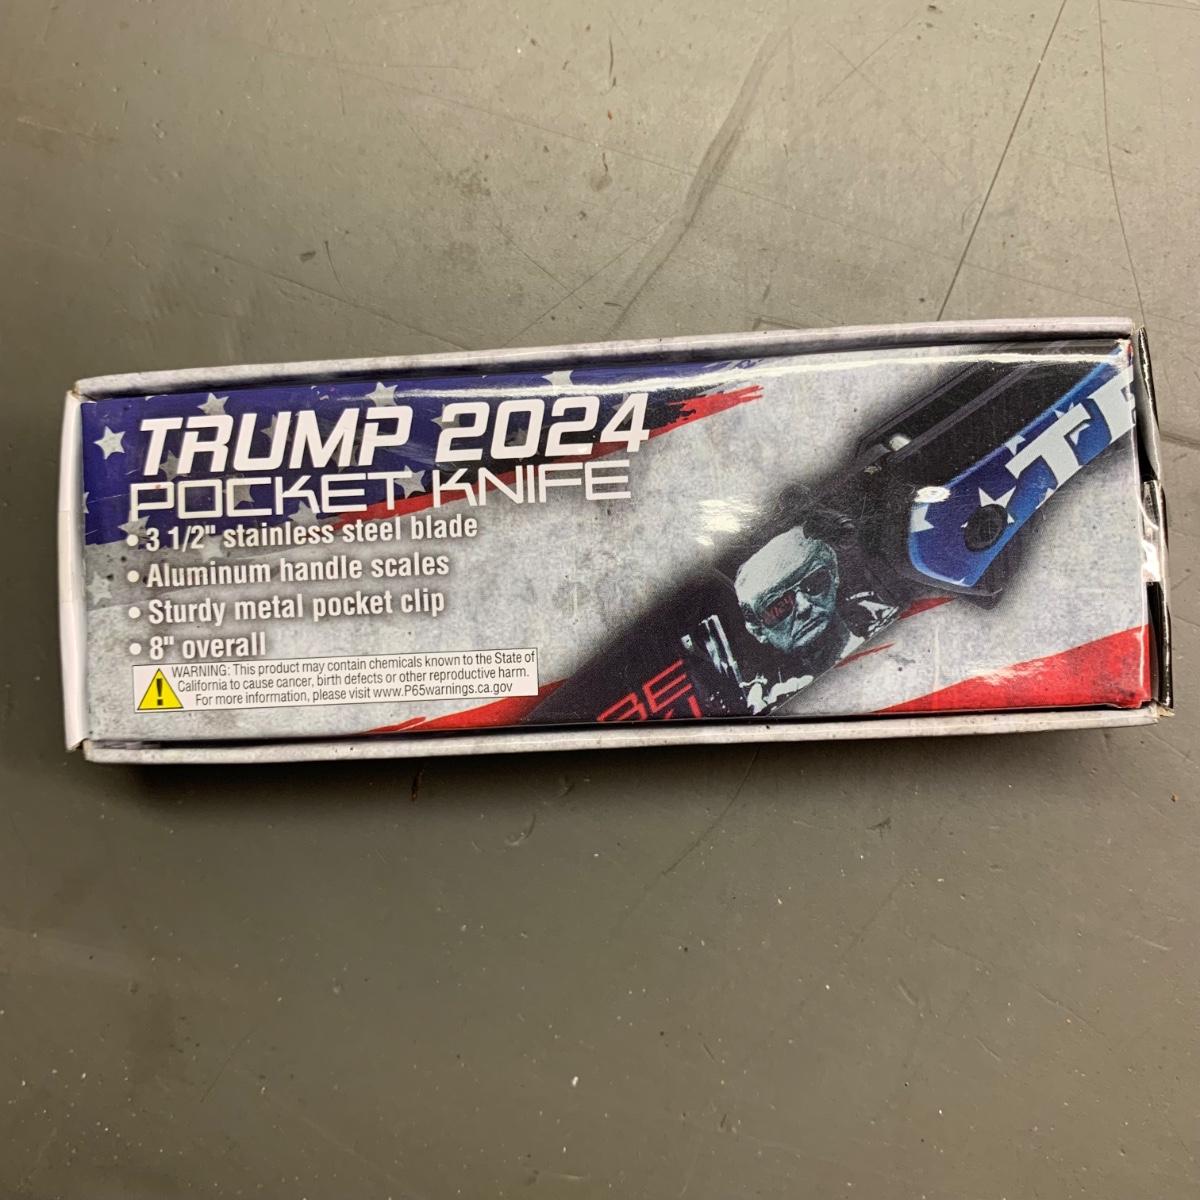 TRUMP 2024
POCKET KNIFE
• 3 1/2" stainless steel blade
• Aluminum handle scales
• Sturdy metal pocket clip
• 8" overall
WARNING: This product may contain chemicals known to the State of
California to cause cancer, birth defects or other reproductive harm.
For more information, please visit www.P65warnings.ca.gov
TR
BE